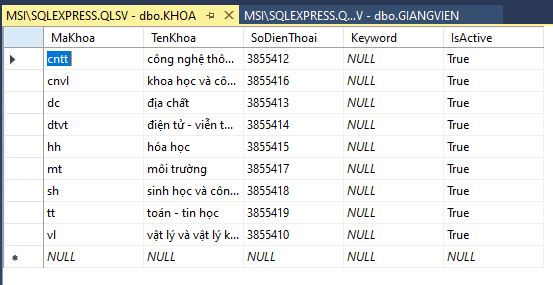 MSI\SQLEXPRESS.QLSV - dbo.KHOA MSI\SQLEXPRESS.Q...V - dbo.GIANGVIEN
MaKhoa TenKhoa SoDienThoai Keyword IsActive
cntt công nghệ thô... 3855412 NULL True
cnvl khoa học và cô... 3855416 NULL True
dc địa chất 3855413 NULL True
dtvt điện tử - viễn t... 3855414 NULL True
hh hóa học 3855415 NULL True
mt môi trường 3855417 NULL True
sh sinh học và côn... 3855418 NULL True
tt toán - tin học 3855419 NULL True
vl vật lý và vật lý k... 3855410 NULL True
NULL NULL NULL NULL NULL